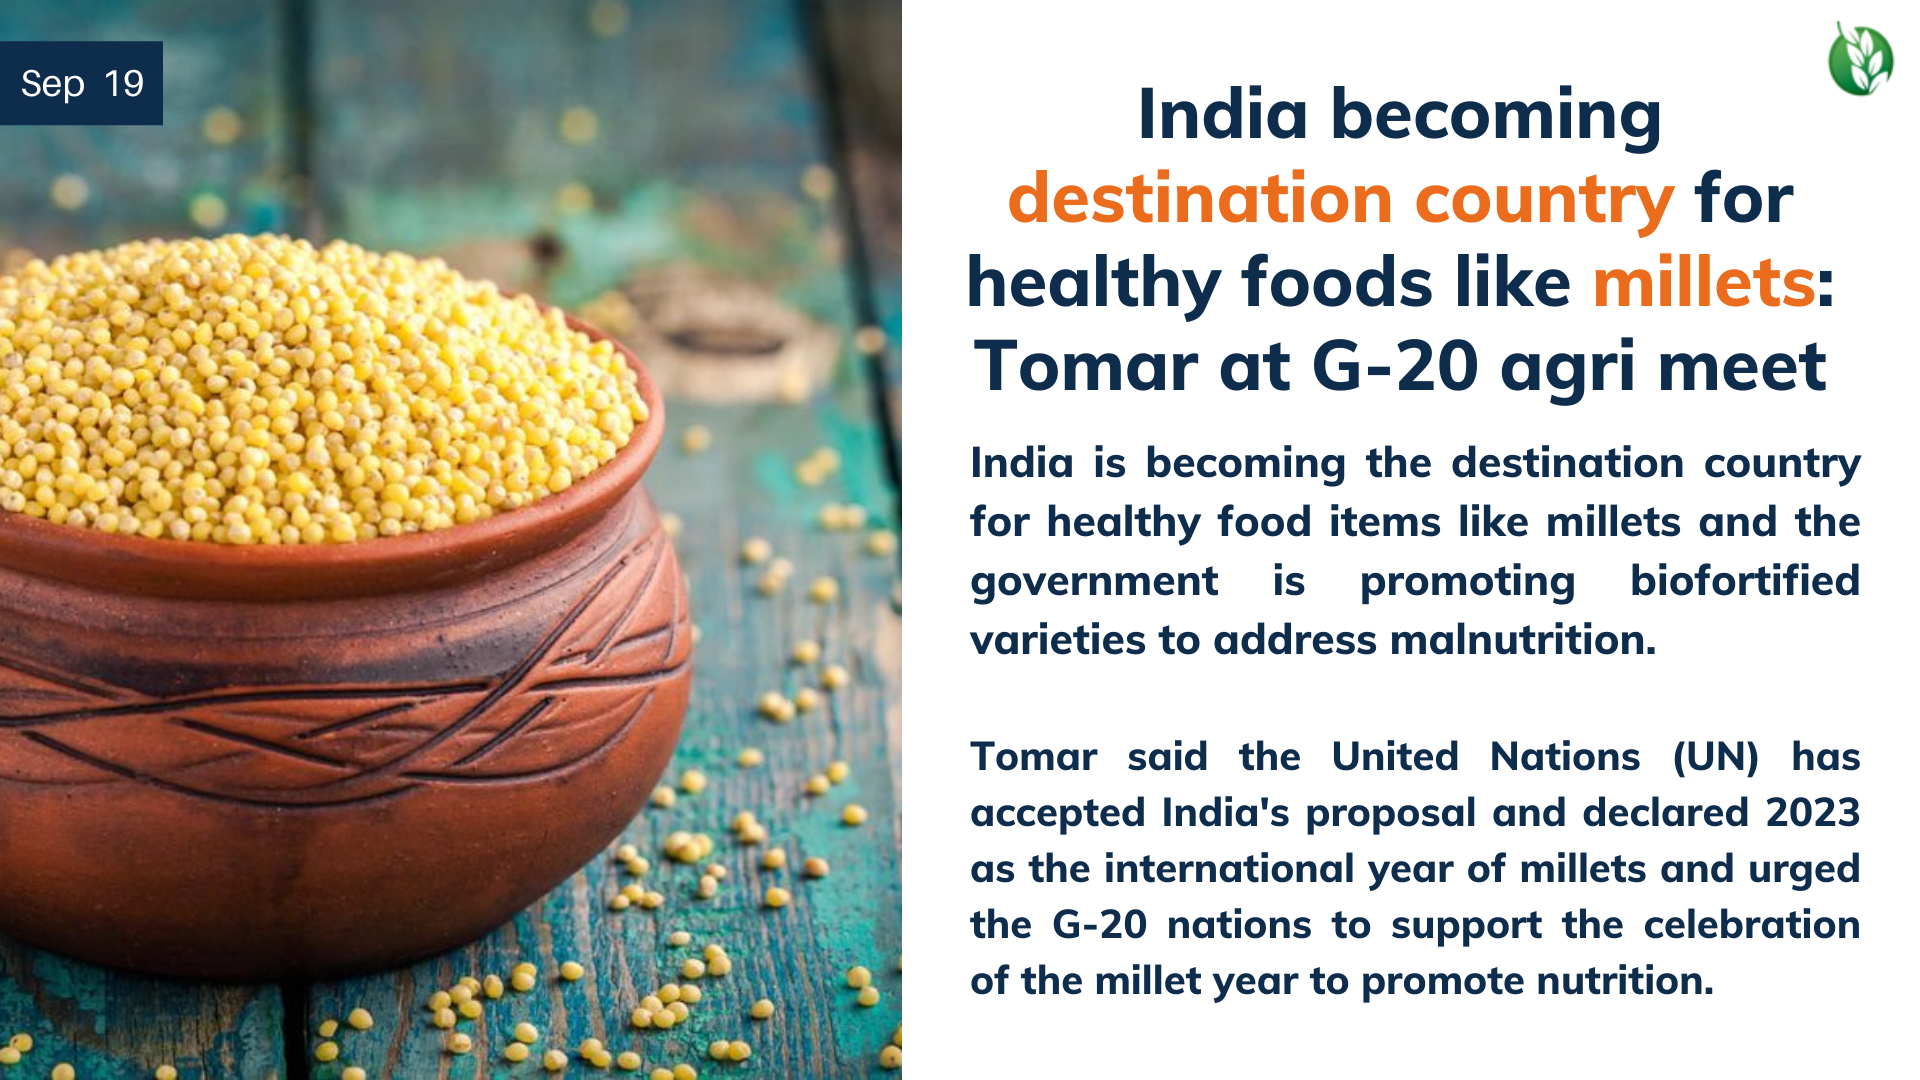 Sep 19
India becoming
destination country for
healthy foods like millets:
Tomar at G-20 agri meet
India is becoming the destination country
for healthy food items like millets and the
government is promoting biofortified
varieties to address malnutrition.
Tomar said the United Nations (UN) has
accepted India's proposal and declared 2023
as the international year of millets and urged
the G-20 nations to support the celebration
of the millet year to promote nutrition.